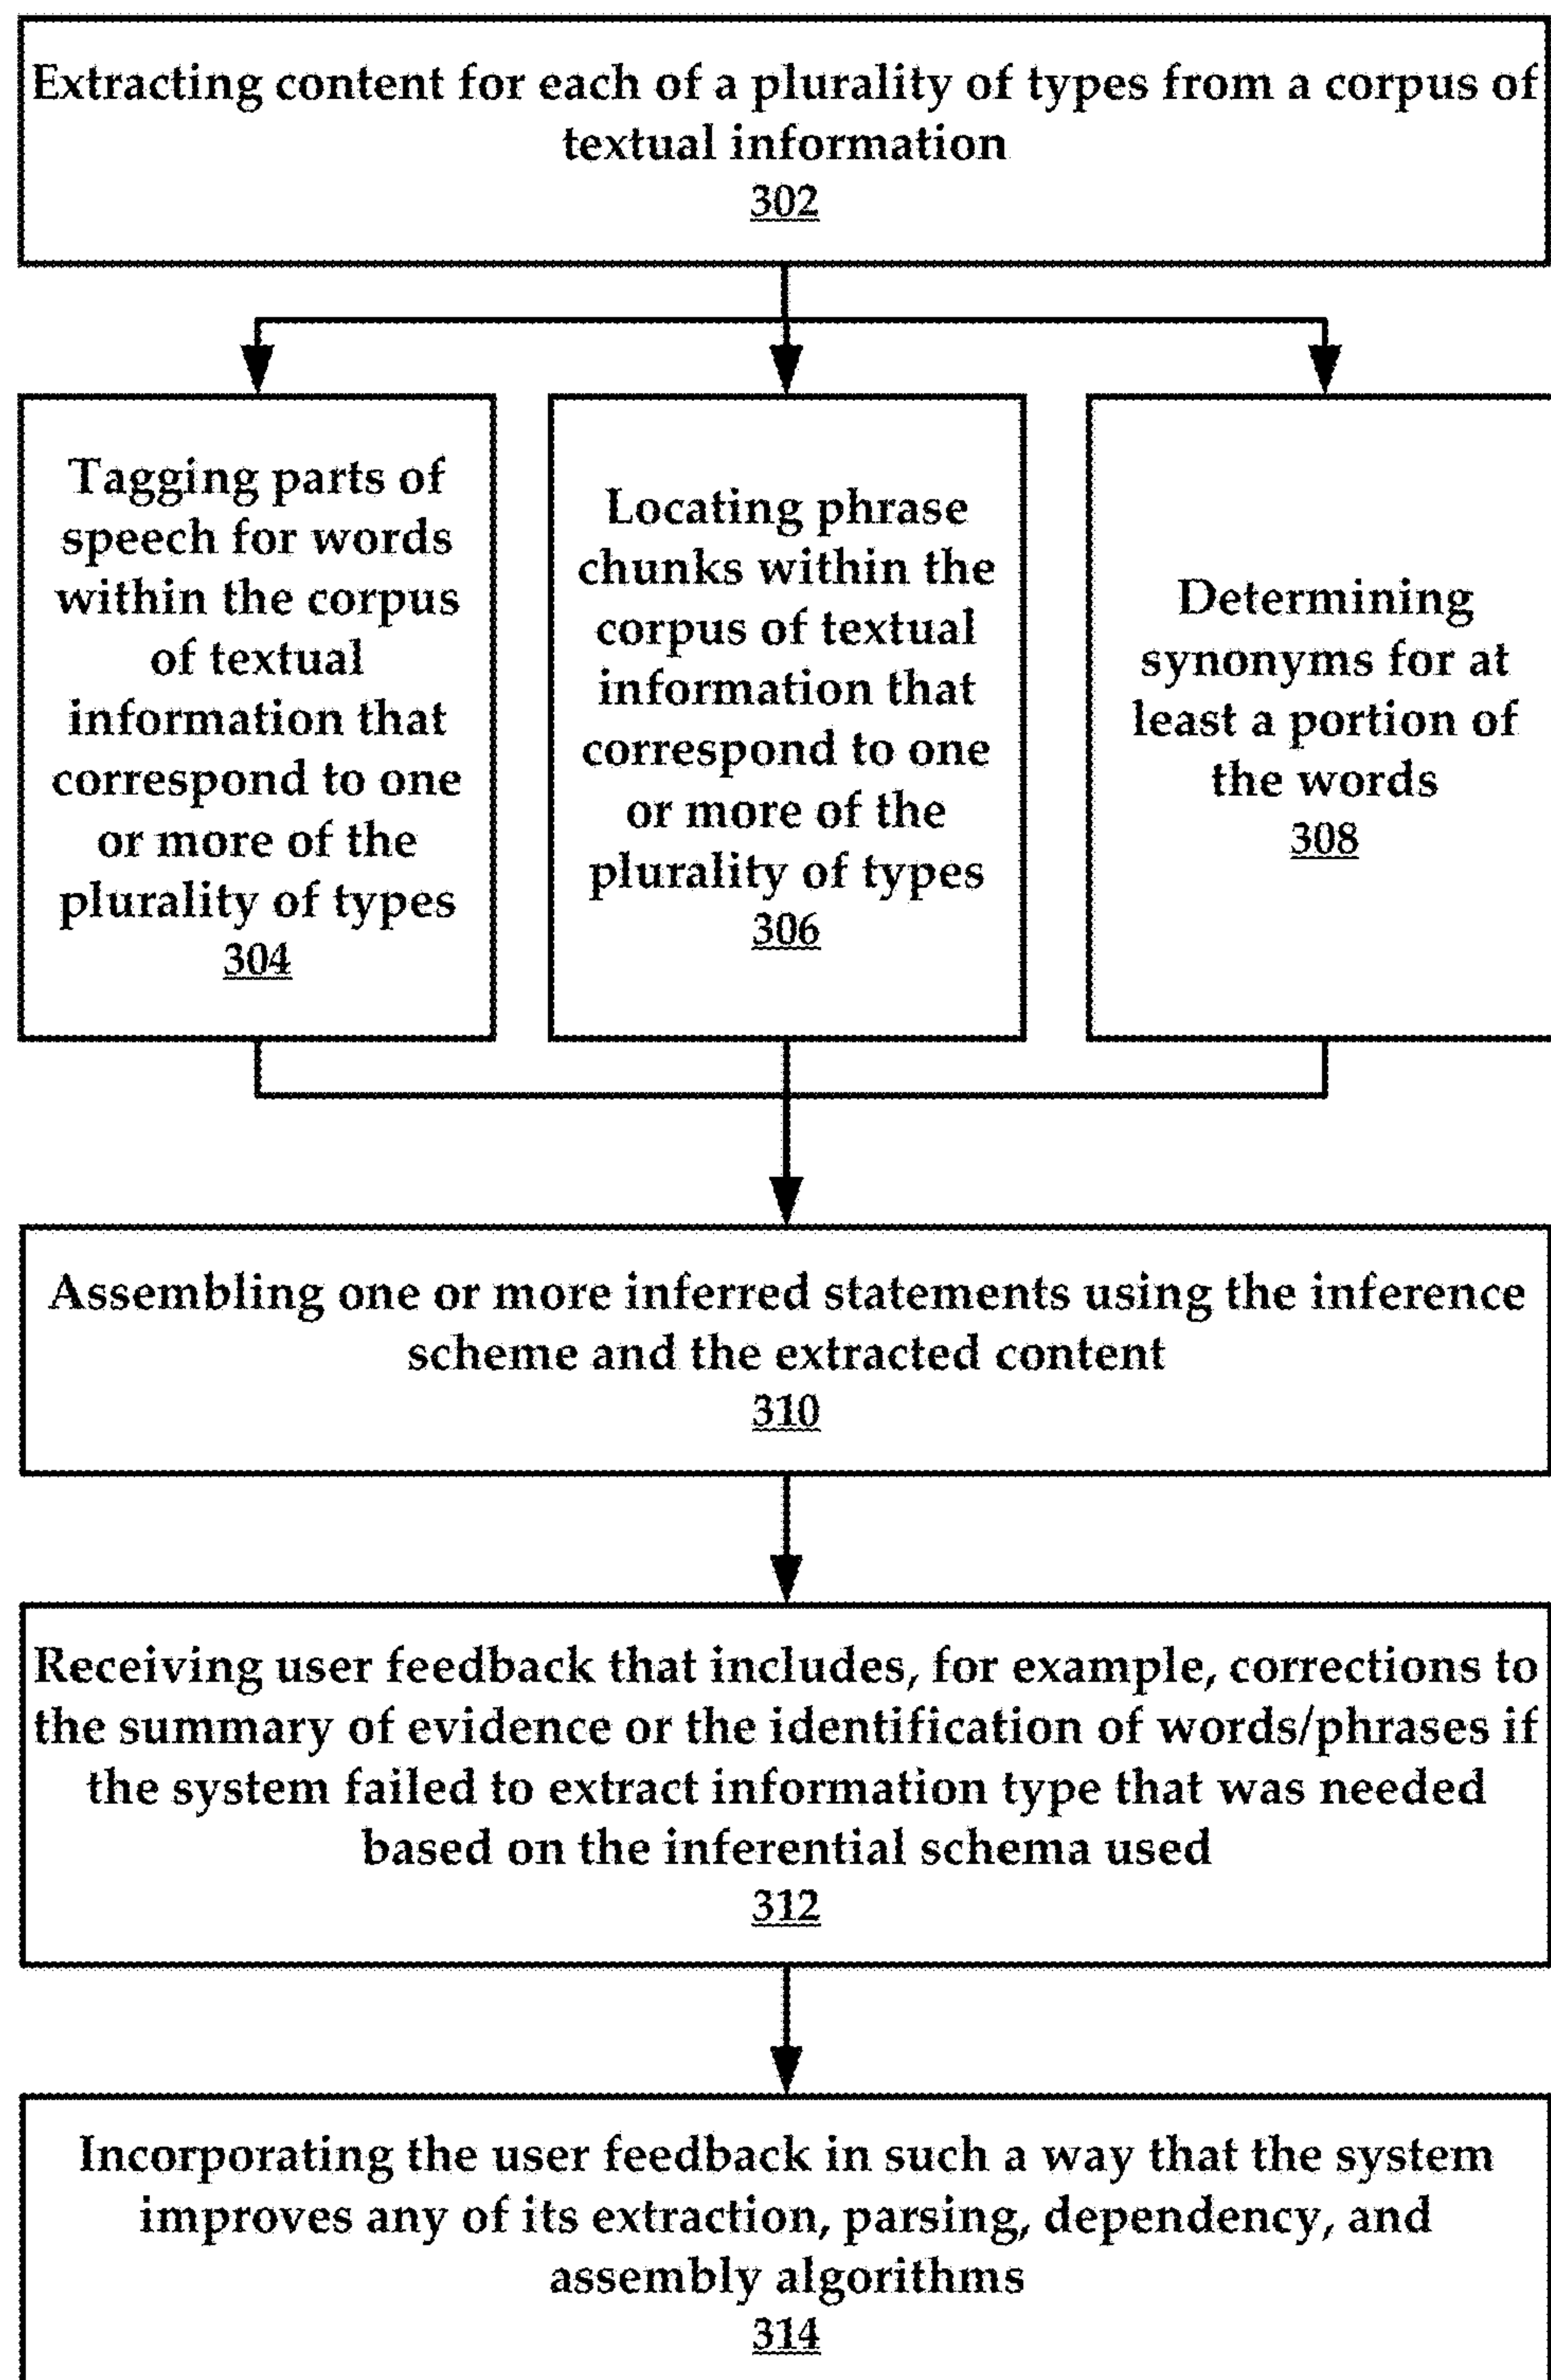 Extracting content for each of a plurality of types from a corpus of
textual information
302
Tagging parts of
speech for words
within the corpus
of textual
information that
correspond to one
or more of the
plurality of types
304
Locating phrase
chunks within the
corpus of textual
information that
correspond to one
or more of the
plurality of types
306
Determining
synonyms for at
least a portion of
the words
308
Assembling one or more inferred statements using the inference
scheme and the extracted content
310
Receiving user feedback that includes, for example, corrections to
the summary of evidence or the identification of words/phrases if
the system failed to extract information type that was needed
based on the inferential schema used
312
Incorporating the user feedback in such a way that the system
improves any of its extraction, parsing, dependency, and
assembly algorithms
314